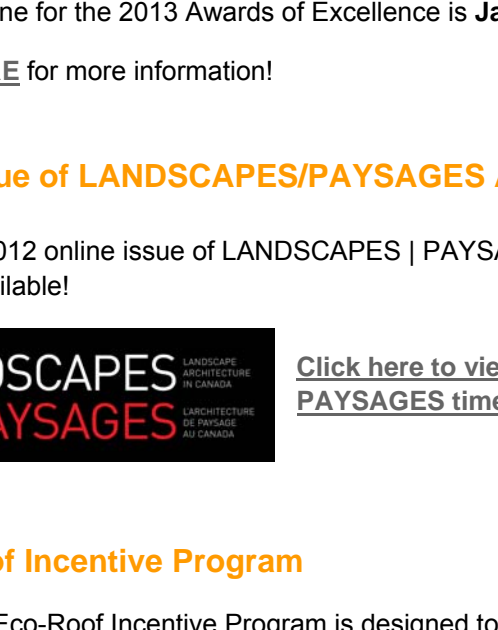 ne for the 2013 Awards of Excellence is Ja
E for more information!
ue of LANDSCAPES/PAYSAGES
012 online issue of LANDSCAPES | PAYSA
ilable!
DSCAPES LANDSCAPE
ARCHITECTURE
IN CANADA
AYSAGES L'ARCHITECTURE
DE PAYSAGE
AU CANADA
Click here to vie
PAYSAGES time
of Incentive Program
Eco-Roof Incentive Program is designed to